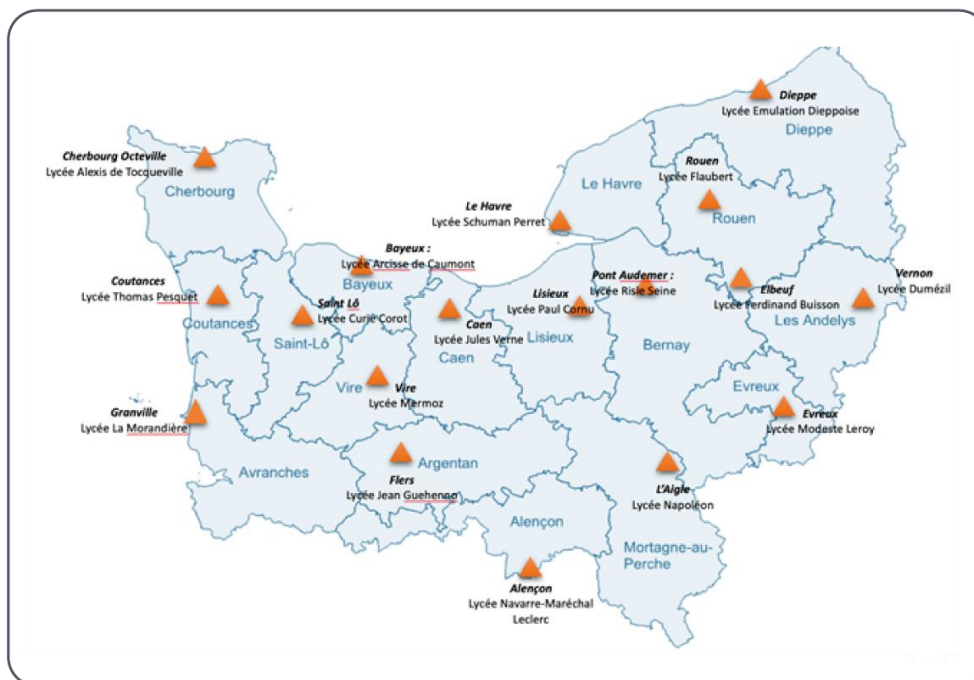 Dieppe
Lycée Emulation Dieppoise
Dieppe
Cherbourg Octeville
Lycée Alexis de Tocqueville
Cherbourg
Rouen
Lycée Flaubert
Rouen
Le Havre
Le Havre
Lycée Schuman Perret
Bayeux :
Lycée Arcisse de Caumont
Bayeux
Coutances
Lycée Thomas Pesquet
Coutances
Saint Lô
Lycée Curie Corot
Saint-Lô
Caen
Lycée Jules Verne
Caen
Lisieux
Lycée Paul Cornu
Lisieux
Pont Audemer :
Lycée Risle Seine
Bernay
Elbeuf
Lycée Ferdinand Buisson
Vernon
Lycée Dumézil
Les Andelys
Vire
Vire
Lycée Mermoz
Evreux
Evreux
Lycée Modeste Leroy
Granville
Lycée La Morandière
Avranches
Argentan
Flers
Lycée Jean Guehenno
L'Aigle
Lycée Napoléon
Alençon
Mortagne-au-
Perche
Alençon
Lycée Navarre-Maréchal
Leclerc